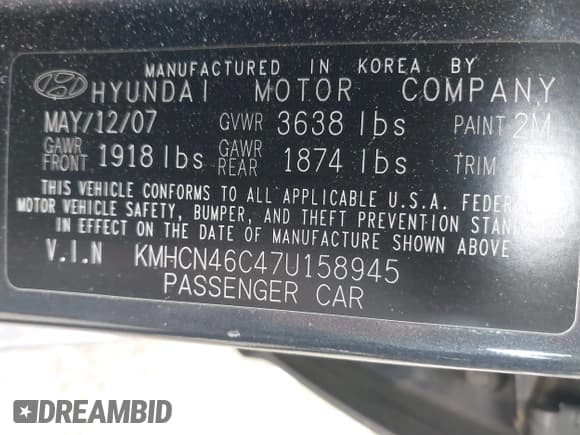 MANUFACTURED IN KOREA BY
HYUNDAI MOTOR COMPANY
MAY/12/07 GVWR 3638 lbs PAINT 2M
GAWR FRONT 1918 lbs GAWR REAR 1874 lbs TRIM
THIS VEHICLE CONFORMS TO ALL APPLICABLE U.S.A. FEDERA
MOTOR VEHICLE SAFETY, BUMPER, AND THEFT PREVENTION STAND
IN EFFECT ON THE DATE OF MANUFACTURE SHOWN ABOVE
V.I.N KMHCN46C47U158945
PASSENGER CAR
DREAMBID